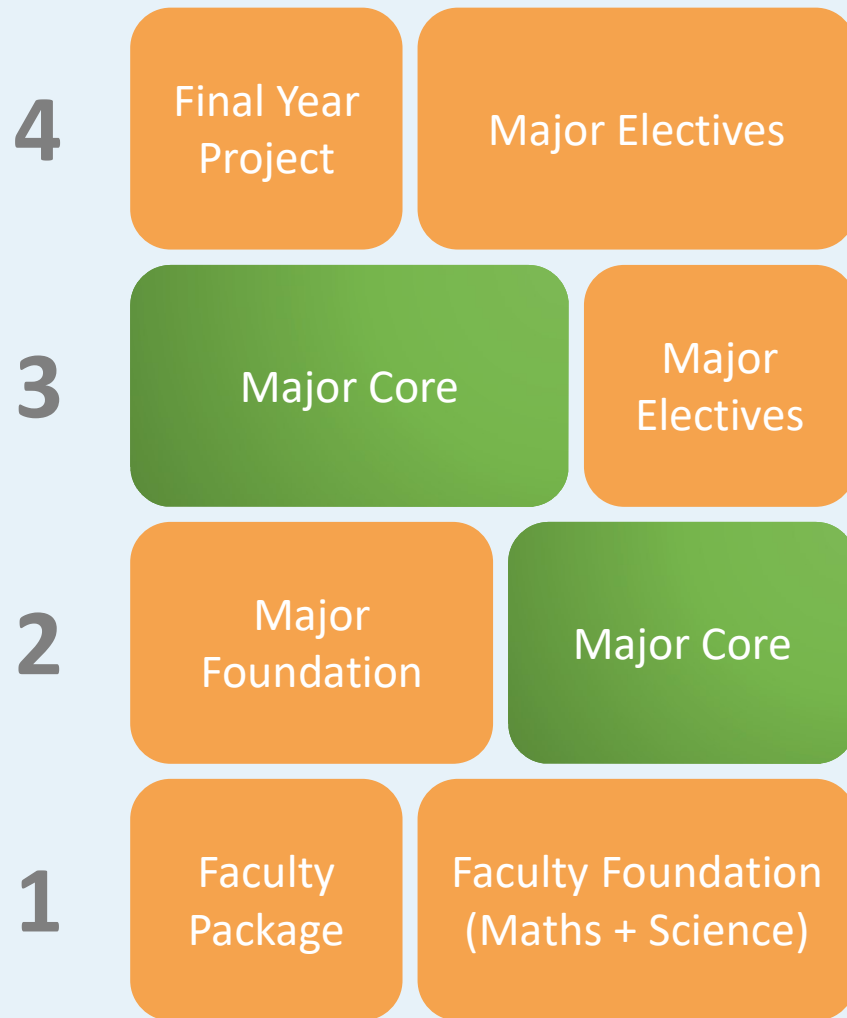 4
Final Year
Project
Major Electives
3
Major Core
Major
Electives
2
Major
Foundation
Major Core
1
Faculty
Package
Faculty Foundation
(Maths + Science)